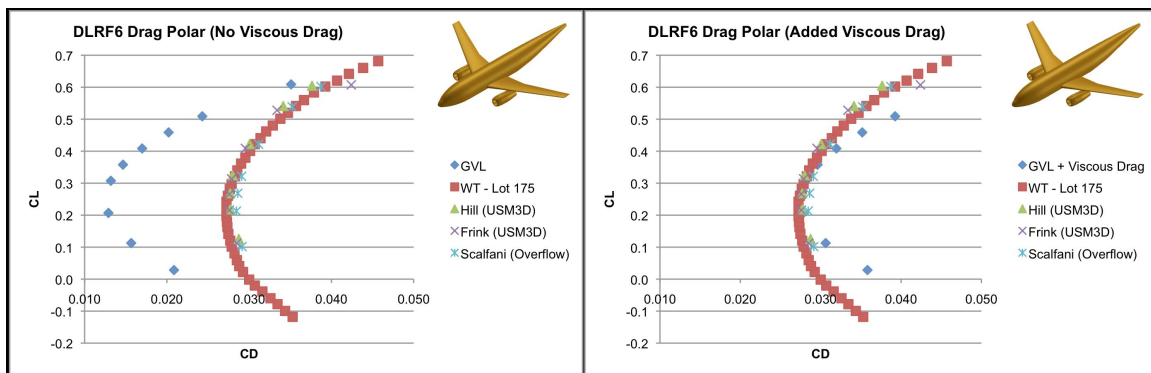 DLRF6 Drag Polar (No Viscous Drag)
0.7
0.6
0.5
0.4
0.3
0.2
0.1
0.0
-0.1
-0.2
CL
0.010 0.020 0.030 0.040 0.050
CD
GVL
WT - Lot 175
Hill (USM3D)
Frink (USM3D)
Scalfani (Overflow)
DLRF6 Drag Polar (Added Viscous Drag)
0.7
0.6
0.5
0.4
0.3
0.2
0.1
0.0
-0.1
-0.2
CL
0.010 0.020 0.030 0.040 0.050
CD
GVL + Viscous Drag
WT - Lot 175
Hill (USM3D)
Frink (USM3D)
Scalfani (Overflow)